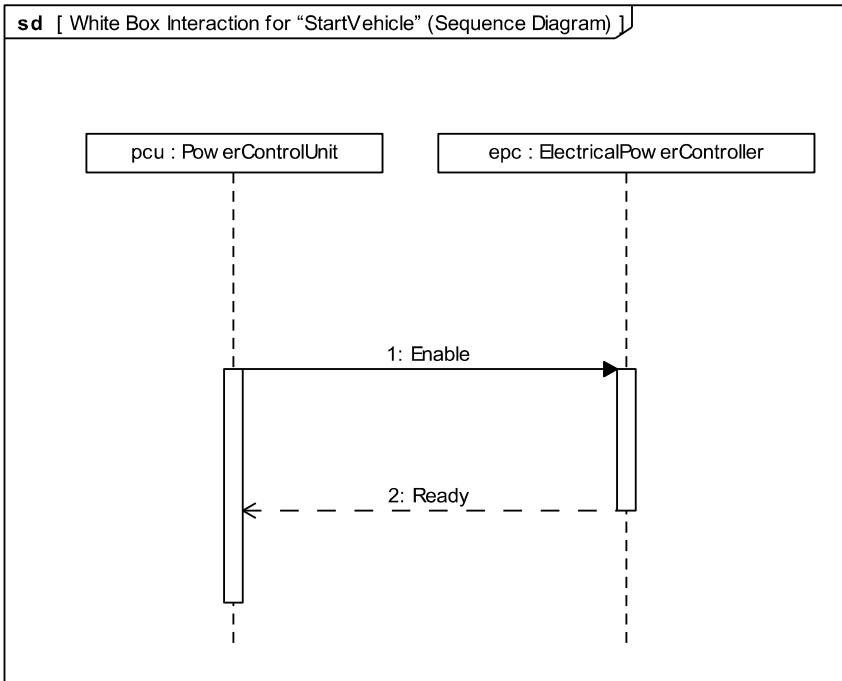 sd [ White Box Interaction for “StartVehicle” (Sequence Diagram) ]
pcu : PowerControlUnit
epc : ElectricalPowerController
1: Enable
2: Ready